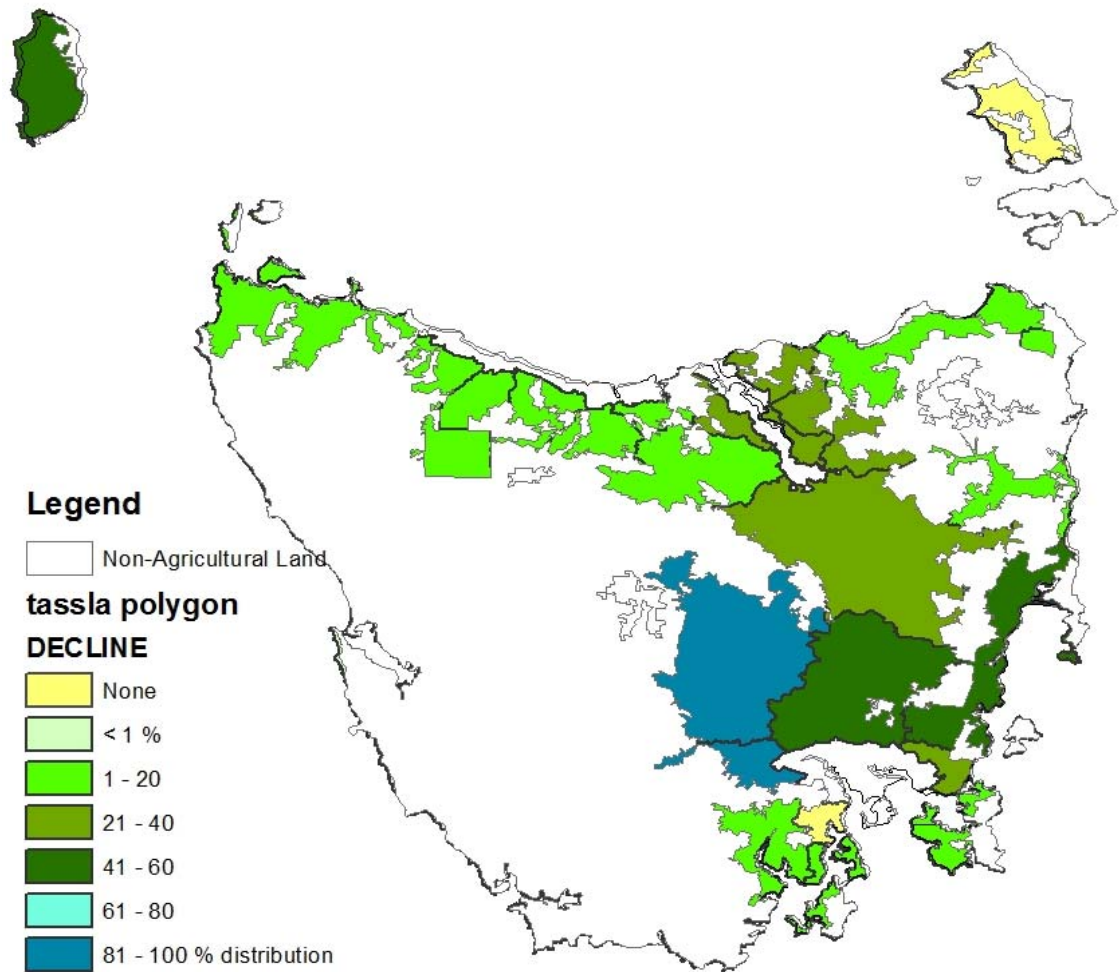 Legend
Non-Agricultural Land
tassla polygon
DECLINE
None
< 1 %
1 - 20
21 - 40
41 - 60
61 - 80
81 - 100 % distribution